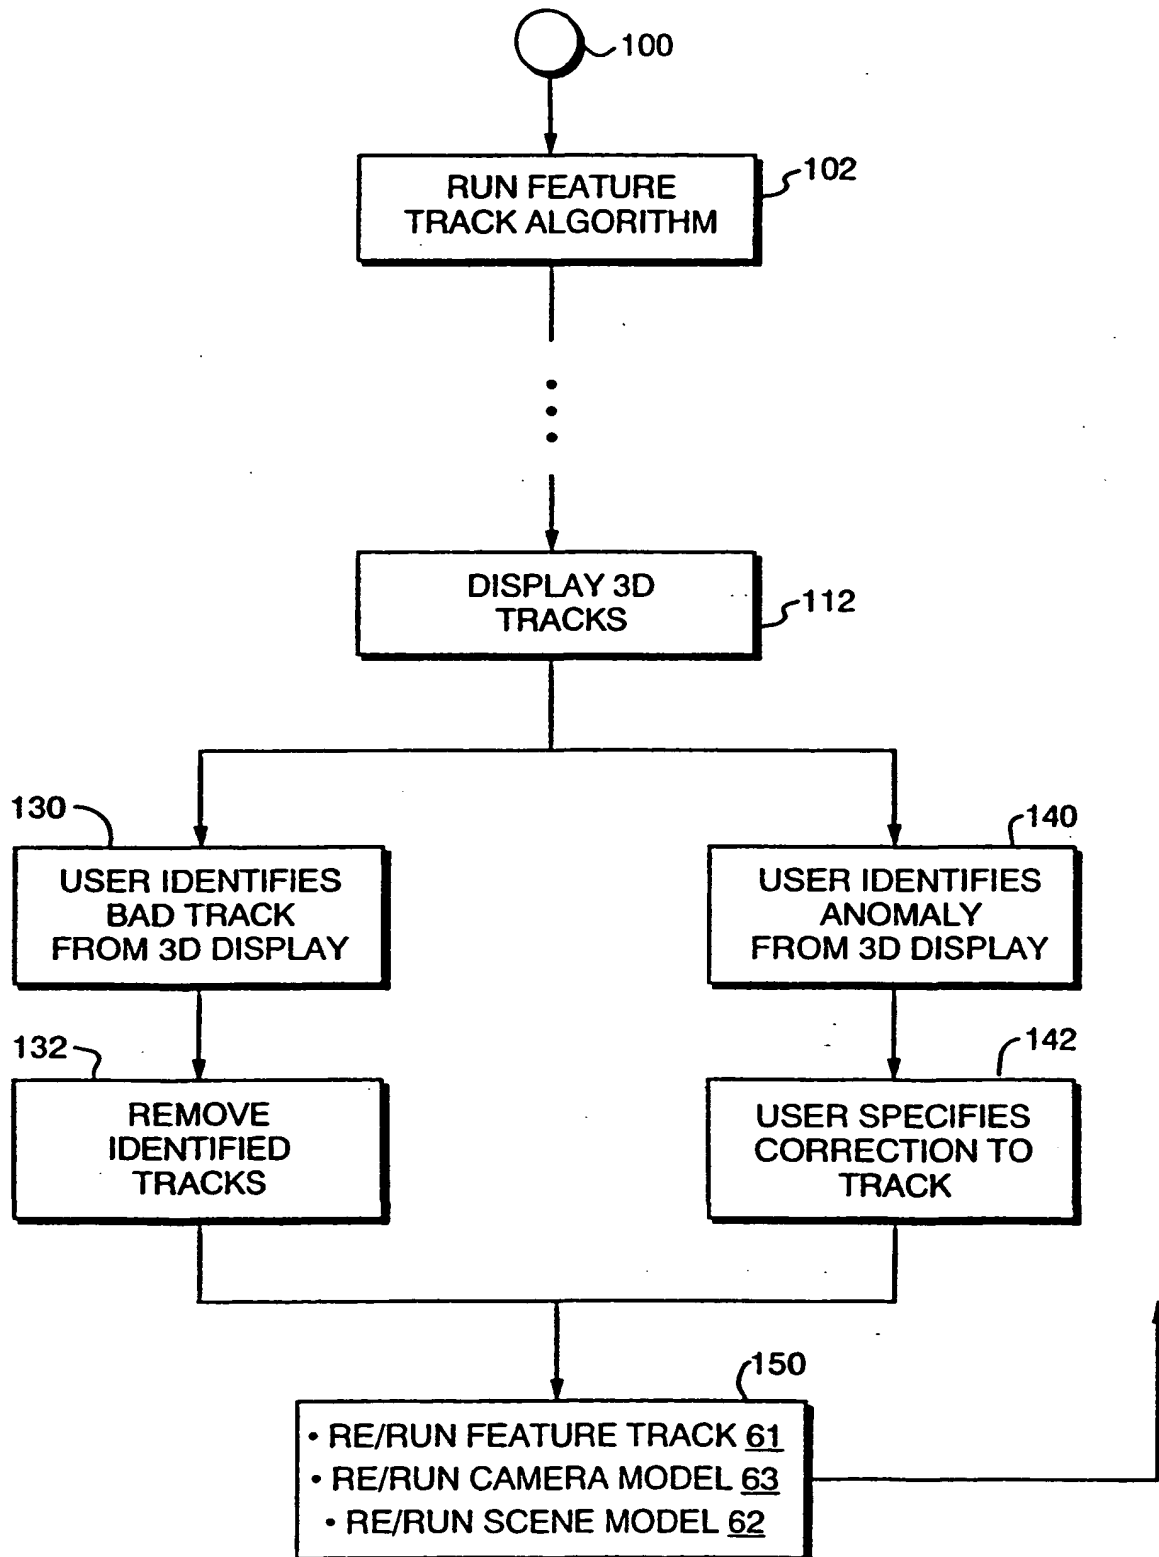 100
102
RUN FEATURE
TRACK ALGORITHM
DISPLAY 3D
TRACKS
112
130
USER IDENTIFIES
BAD TRACK
FROM 3D DISPLAY
140
USER IDENTIFIES
ANOMALY
FROM 3D DISPLAY
132
REMOVE
IDENTIFIED
TRACKS
142
USER SPECIFIES
CORRECTION TO
TRACK
150
• RE/RUN FEATURE TRACK 61
• RE/RUN CAMERA MODEL 63
• RE/RUN SCENE MODEL 62